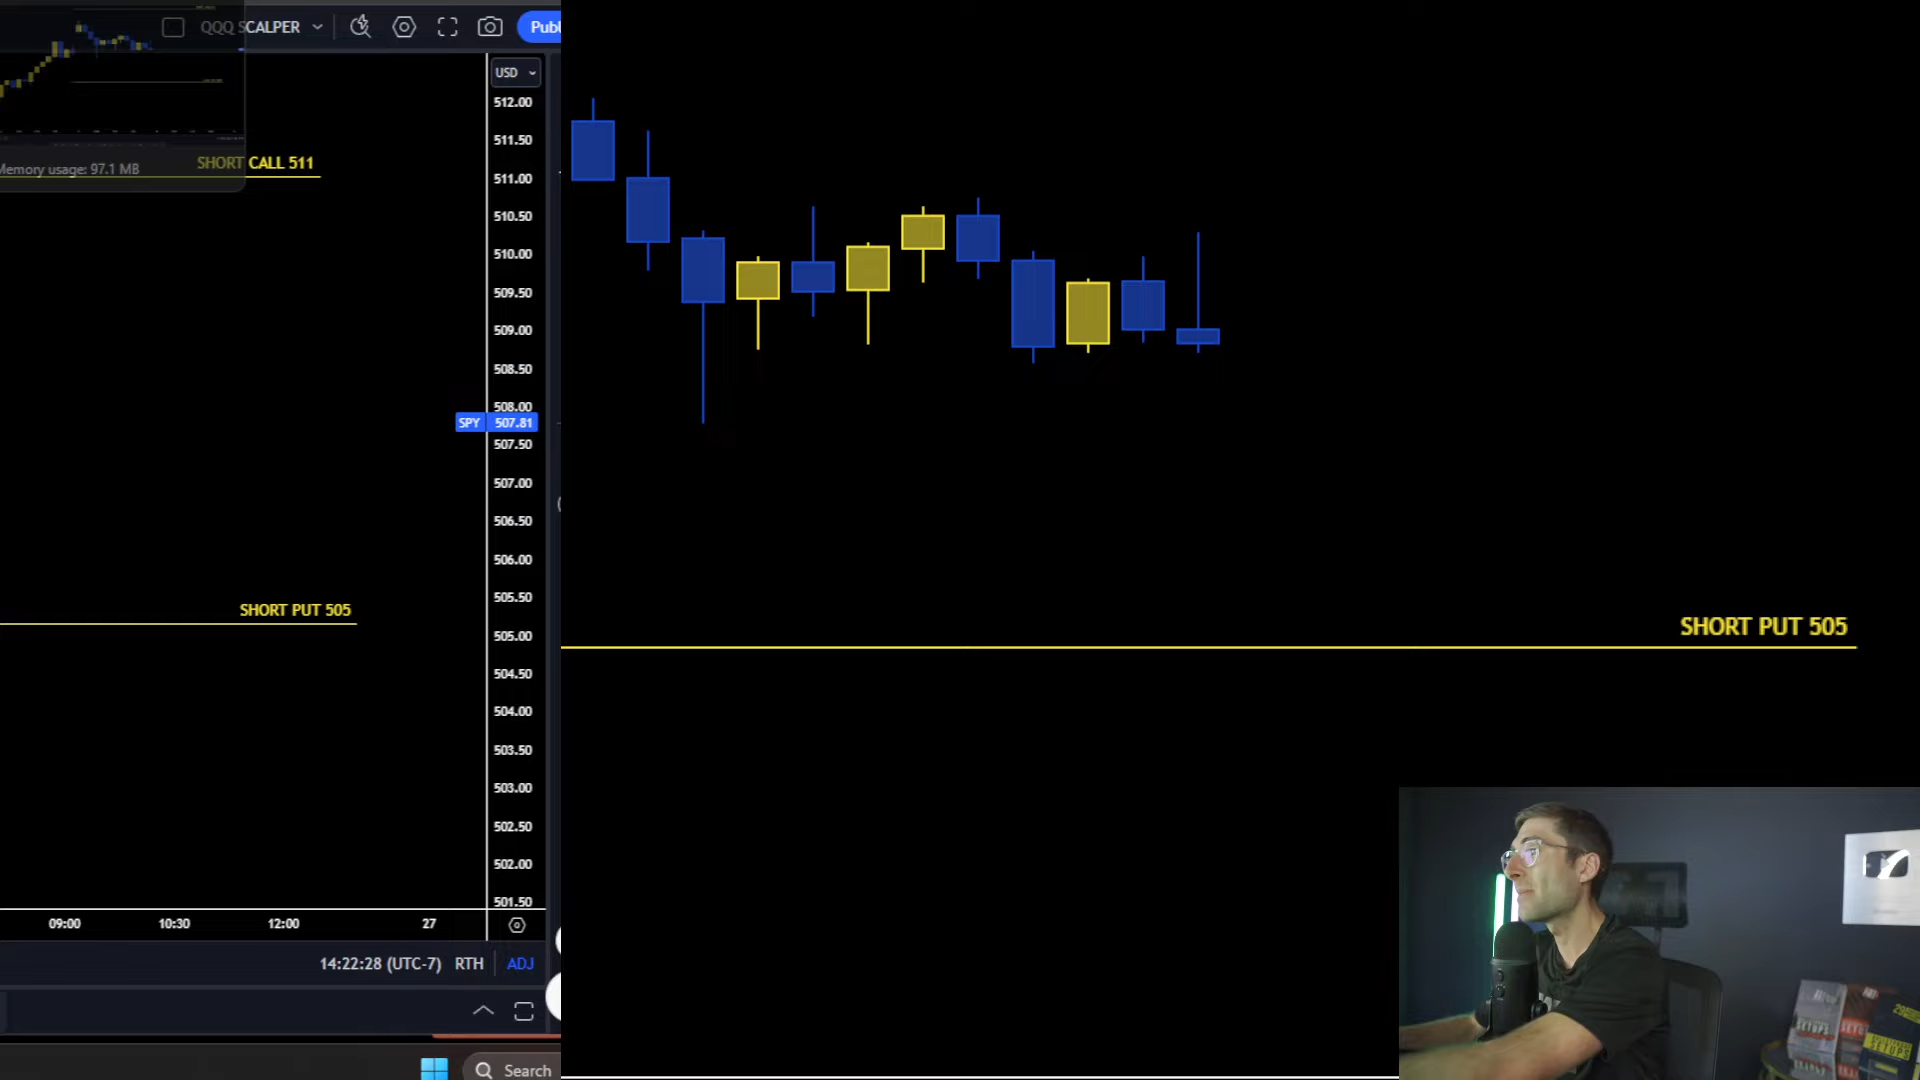 QQQ SCALPER
Publ
USD
512.00
511.50
SHORT CALL 511
Memory usage: 97.1 MB
511.00
510.50
510.00
509.50
509.00
508.50
508.00
SPY 507.81
507.50
507.00
506.50
506.00
505.50
SHORT PUT 505
SHORT PUT 505
505.00
504.50
504.00
503.50
503.00
502.50
502.00
501.50
09:00 10:30 12:00 27
14:22:28 (UTC-7) RTH ADJ
Search
SETUPS
SETUPS